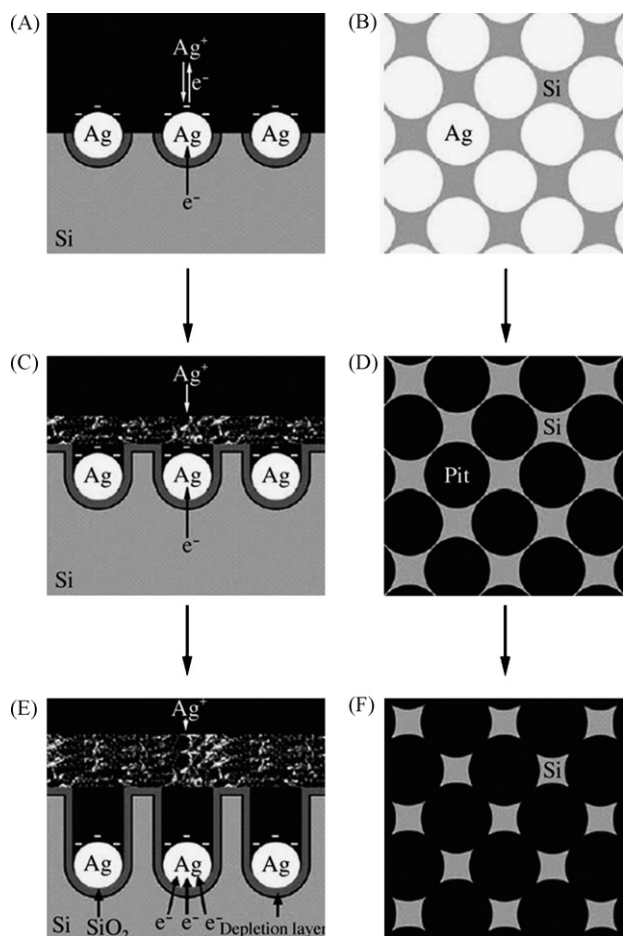 (A)
Ag⁺
e⁻
Ag Ag Ag
e⁻
Si
(B)
Si
Ag
(C)
Ag⁺
Ag Ag Ag
e⁻
Si
(D)
Si
Pit
(E)
Ag⁺
Ag Ag Ag
Si SiO₂ e⁻ e⁻ e⁻ Depletion layer
(F)
Si